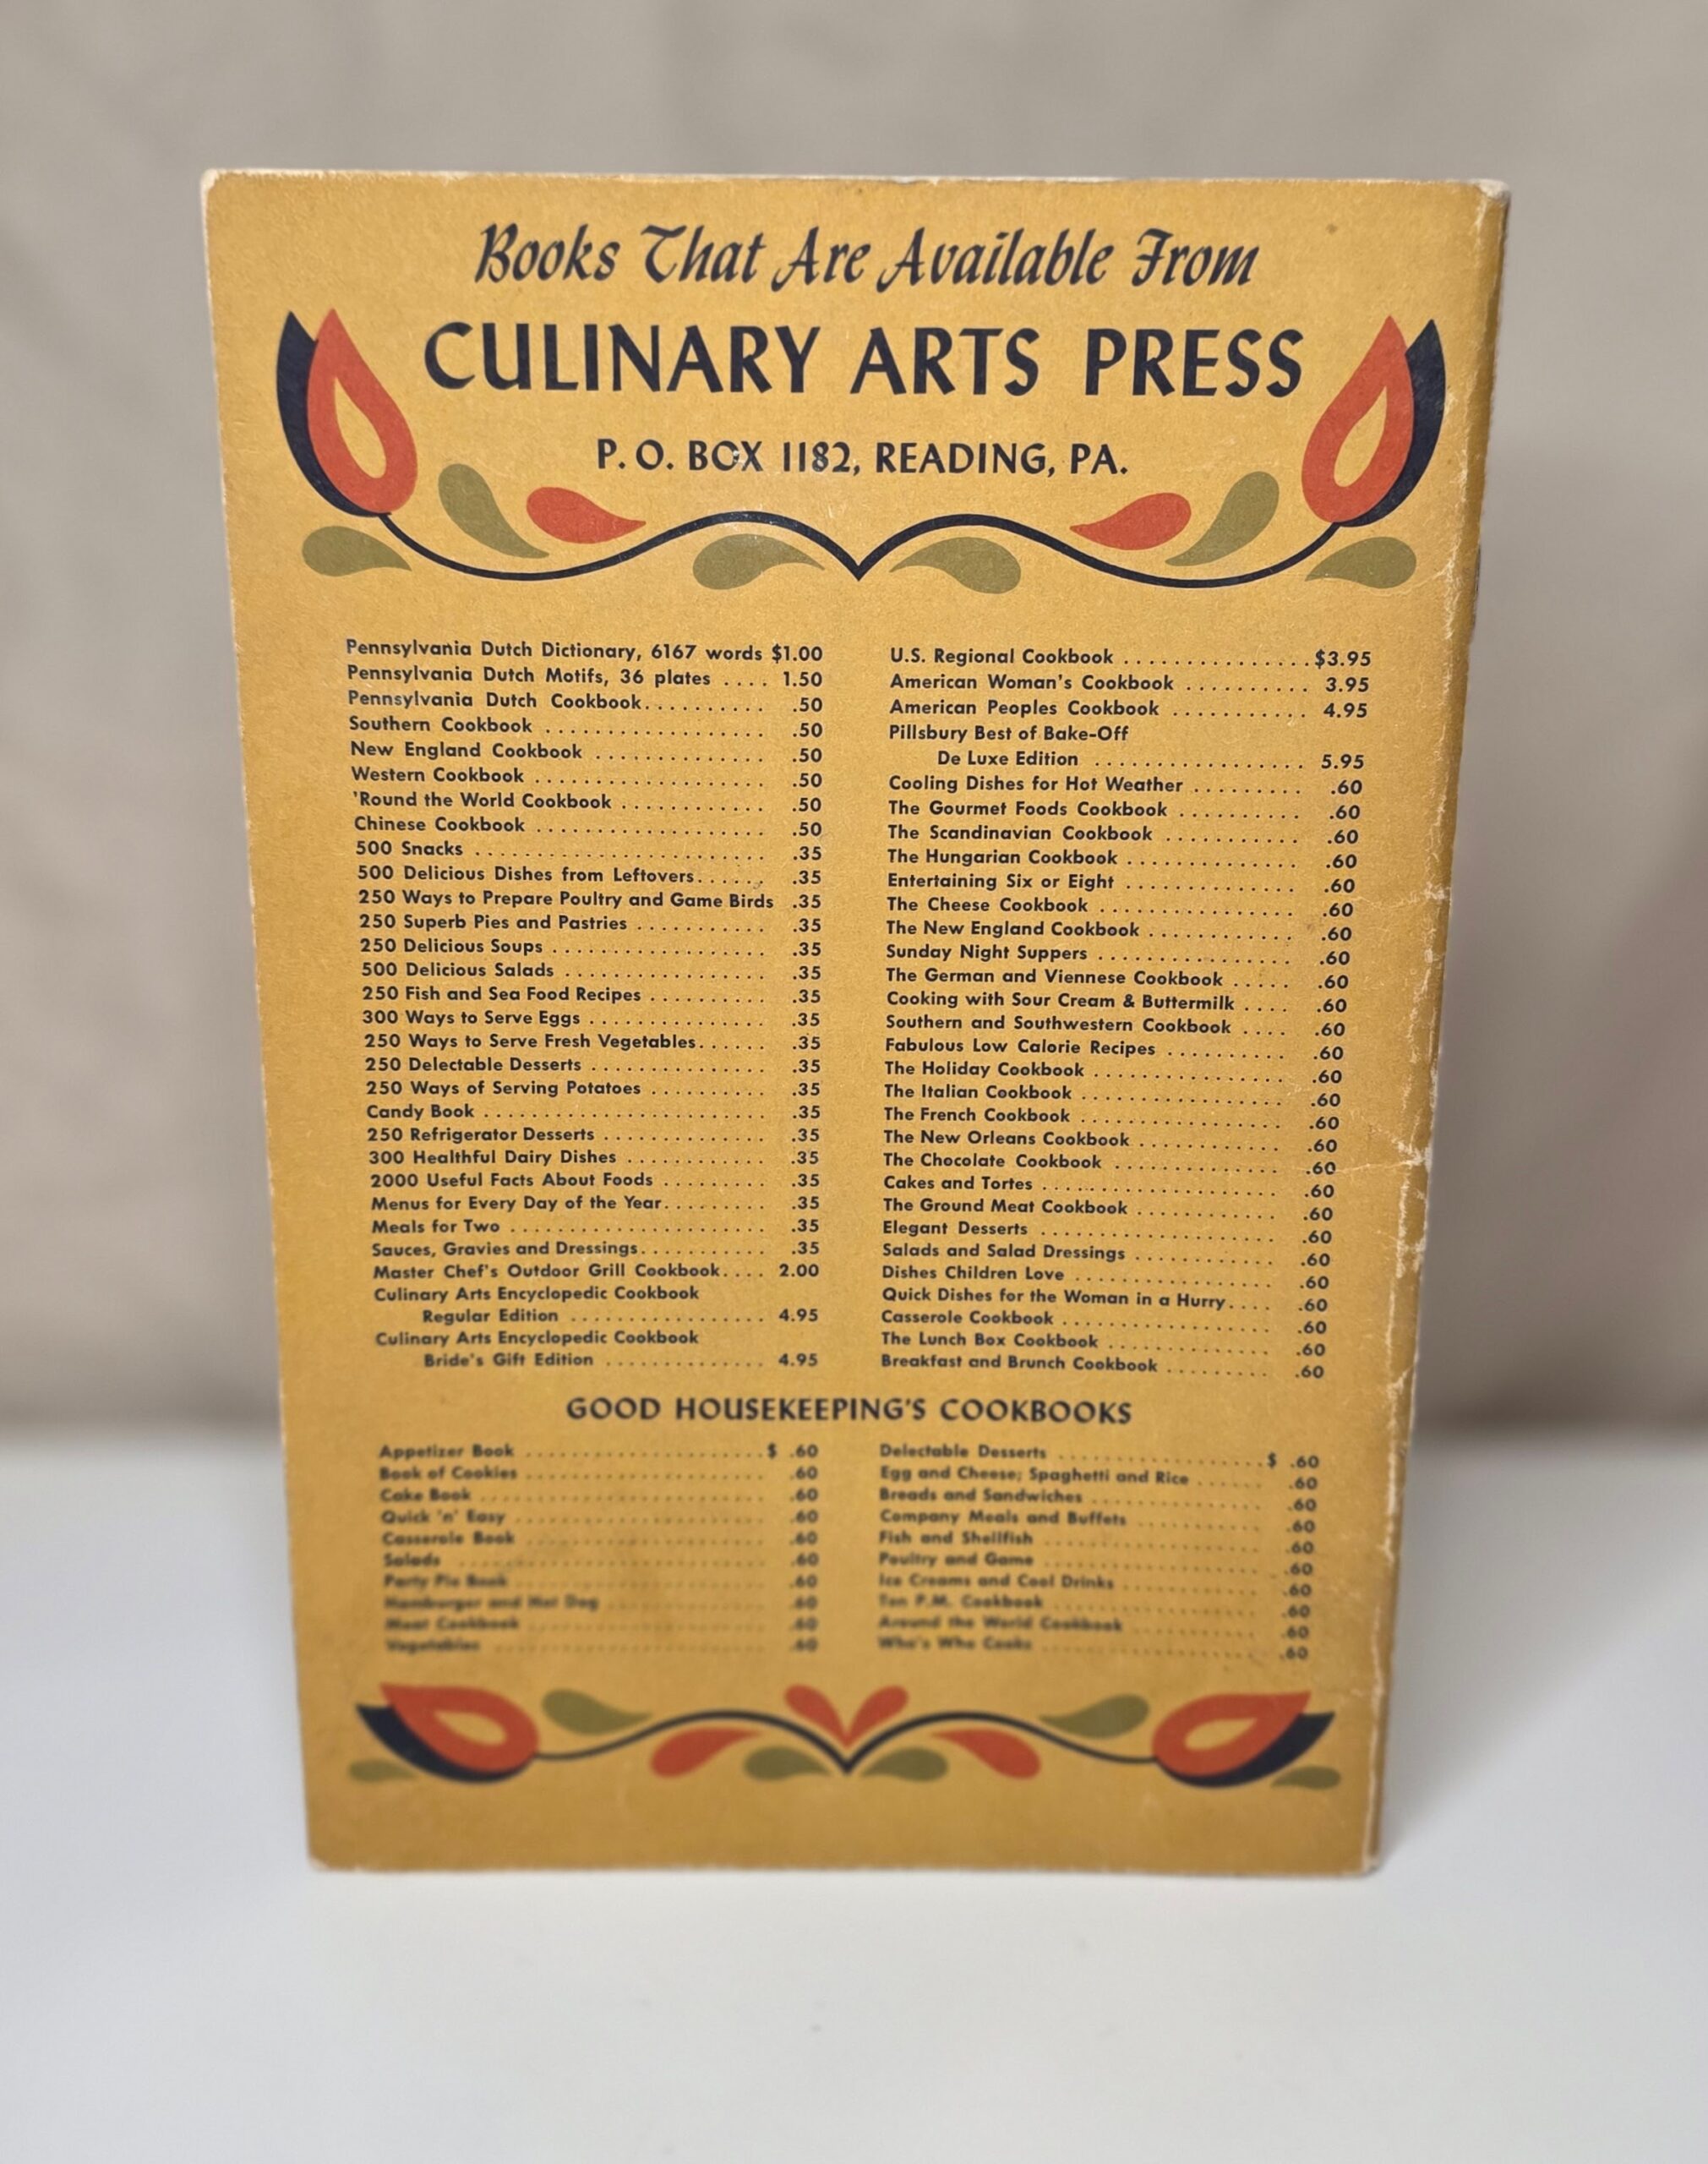 Books That Are Available From
CULINARY ARTS PRESS
P. O. BOX 1182, READING, PA.
Pennsylvania Dutch Dictionary, 6167 words $1.00
Pennsylvania Dutch Motifs, 36 plates .... 1.50
Pennsylvania Dutch Cookbook.......... .50
Southern Cookbook .................. .50
New England Cookbook .............. .50
Western Cookbook ................... .50
'Round the World Cookbook ............ .50
Chinese Cookbook ................... .50
500 Snacks ........................ .35
500 Delicious Dishes from Leftovers...... .35
250 Ways to Prepare Poultry and Game Birds .35
250 Superb Pies and Pastries ........... .35
250 Delicious Soups .................. .35
500 Delicious Salads ................. .35
250 Fish and Sea Food Recipes ......... .35
300 Ways to Serve Eggs ............... .35
250 Ways to Serve Fresh Vegetables...... .35
250 Delectable Desserts ............... .35
250 Ways of Serving Potatoes .......... .35
Candy Book ........................ .35
250 Refrigerator Desserts .............. .35
300 Healthful Dairy Dishes ............ .35
2000 Useful Facts About Foods ......... .35
Menus for Every Day of the Year......... .35
Meals for Two ...................... .35
Sauces, Gravies and Dressings........... .35
Master Chef's Outdoor Grill Cookbook.... 2.00
Culinary Arts Encyclopedic Cookbook
Regular Edition ................. 4.95
Culinary Arts Encyclopedic Cookbook
Bride's Gift Edition .............. 4.95
U.S. Regional Cookbook ...............$3.95
American Woman's Cookbook .......... 3.95
American Peoples Cookbook ........... 4.95
Pillsbury Best of Bake-Off
De Luxe Edition ................. 5.95
Cooling Dishes for Hot Weather ......... .60
The Gourmet Foods Cookbook .......... .60
The Scandinavian Cookbook ........... .60
The Hungarian Cookbook .............. .60
Entertaining Six or Eight .............. .60
The Cheese Cookbook ................ .60
The New England Cookbook ............ .60
Sunday Night Suppers ................ .60
The German and Viennese Cookbook ..... .60
Cooking with Sour Cream & Buttermilk .... .60
Southern and Southwestern Cookbook .... .60
Fabulous Low Calorie Recipes .......... .60
The Holiday Cookbook ................ .60
The Italian Cookbook ................. .60
The French Cookbook ................. .60
The New Orleans Cookbook ............ .60
The Chocolate Cookbook .............. .60
Cakes and Tortes .................... .60
The Ground Meat Cookbook ............ .60
Elegant Desserts .................... .60
Salads and Salad Dressings ............ .60
Dishes Children Love ................. .60
Quick Dishes for the Woman in a Hurry.... .60
Casserole Cookbook .................. .60
The Lunch Box Cookbook .............. .60
Breakfast and Brunch Cookbook ......... .60
GOOD HOUSEKEEPING'S COOKBOOKS
Appetizer Book .......................$ .60
Book of Cookies ....................... .60
Cake Book ........................... .60
Quick 'n' Easy ........................ .60
Casserole Book ....................... .60
Salads ............................. .60
Party Pie Book ........................ .60
Hamburger and Hot Dog ............... .60
Meat Cookbook ...................... .60
Vegetables ......................... .60
Delectable Desserts ..................$ .60
Egg and Cheese; Spaghetti and Rice ...... .60
Breads and Sandwiches ............... .60
Company Meals and Buffets ........... .60
Fish and Shellfish .................... .60
Poultry and Game ................... .60
Ice Creams and Cool Drinks ............ .60
Ten P.M. Cookbook .................. .60
Around the World Cookbook ........... .60
Who's Who Cooks ................... .60